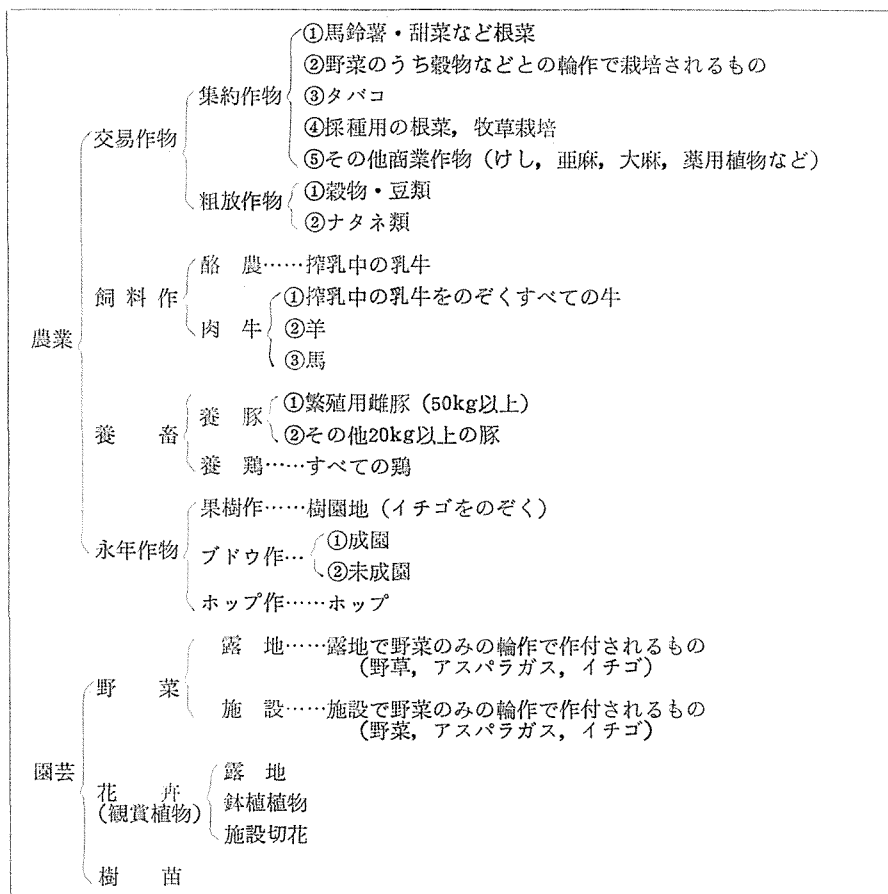 ①馬鈴薯・甜菜など根菜
②野菜のうち穀物などとの輪作で栽培されるもの
集約作物 ③タバコ
④採種用の根菜，牧草栽培
交易作物
⑤その他商業作物（けし，亜麻，大麻，薬用植物など）
粗放作物 ①穀物・豆類
②ナタネ類
酪農……搾乳中の乳牛
飼料作
①搾乳中の乳牛をのぞくすべての牛
肉牛 ②羊
農業
③馬
養豚 ①繁殖用雌豚（50kg以上）
②その他20kg以上の豚
養畜
養鶏……すべての鶏
果樹作……樹園地（イチゴをのぞく）
①成園
永年作物 ブドウ作…
②未成園
ホップ作……ホップ
露地……露地で野菜のみの輪作で作付されるもの
（野草，アスパラガス，イチゴ）
野菜
施設……施設で野菜のみの輪作で作付されるもの
（野菜，アスパラガス，イチゴ）
園芸
露地
花卉
(観賞植物) 鉢植植物
施設切花
樹苗